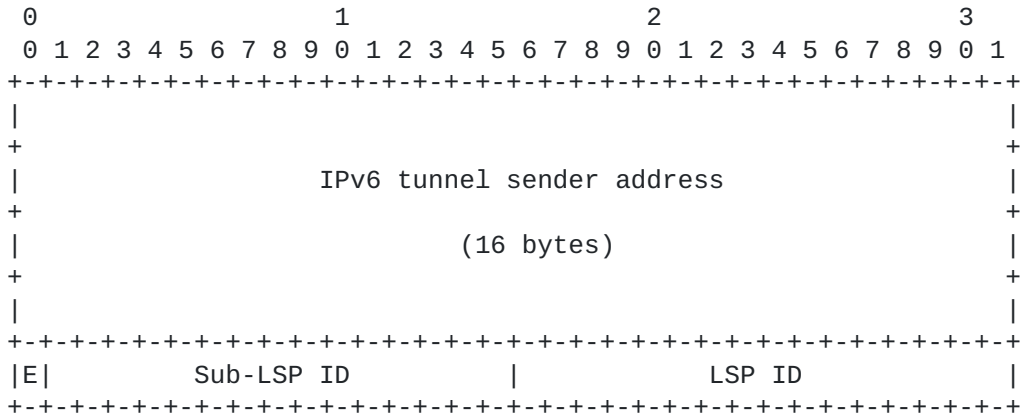 0                   1                   2                   3
 0 1 2 3 4 5 6 7 8 9 0 1 2 3 4 5 6 7 8 9 0 1 2 3 4 5 6 7 8 9 0 1
+-+-+-+-+-+-+-+-+-+-+-+-+-+-+-+-+-+-+-+-+-+-+-+-+-+-+-+-+-+-+-+-+
|                                                               |
+                                                               +
|                   IPv6 tunnel sender address                  |
+                                                               +
|                            (16 bytes)                         |
+                                                               +
|                                                               |
+-+-+-+-+-+-+-+-+-+-+-+-+-+-+-+-+-+-+-+-+-+-+-+-+-+-+-+-+-+-+-+-+
|E|         Sub-LSP ID          |            LSP ID             |
+-+-+-+-+-+-+-+-+-+-+-+-+-+-+-+-+-+-+-+-+-+-+-+-+-+-+-+-+-+-+-+-+